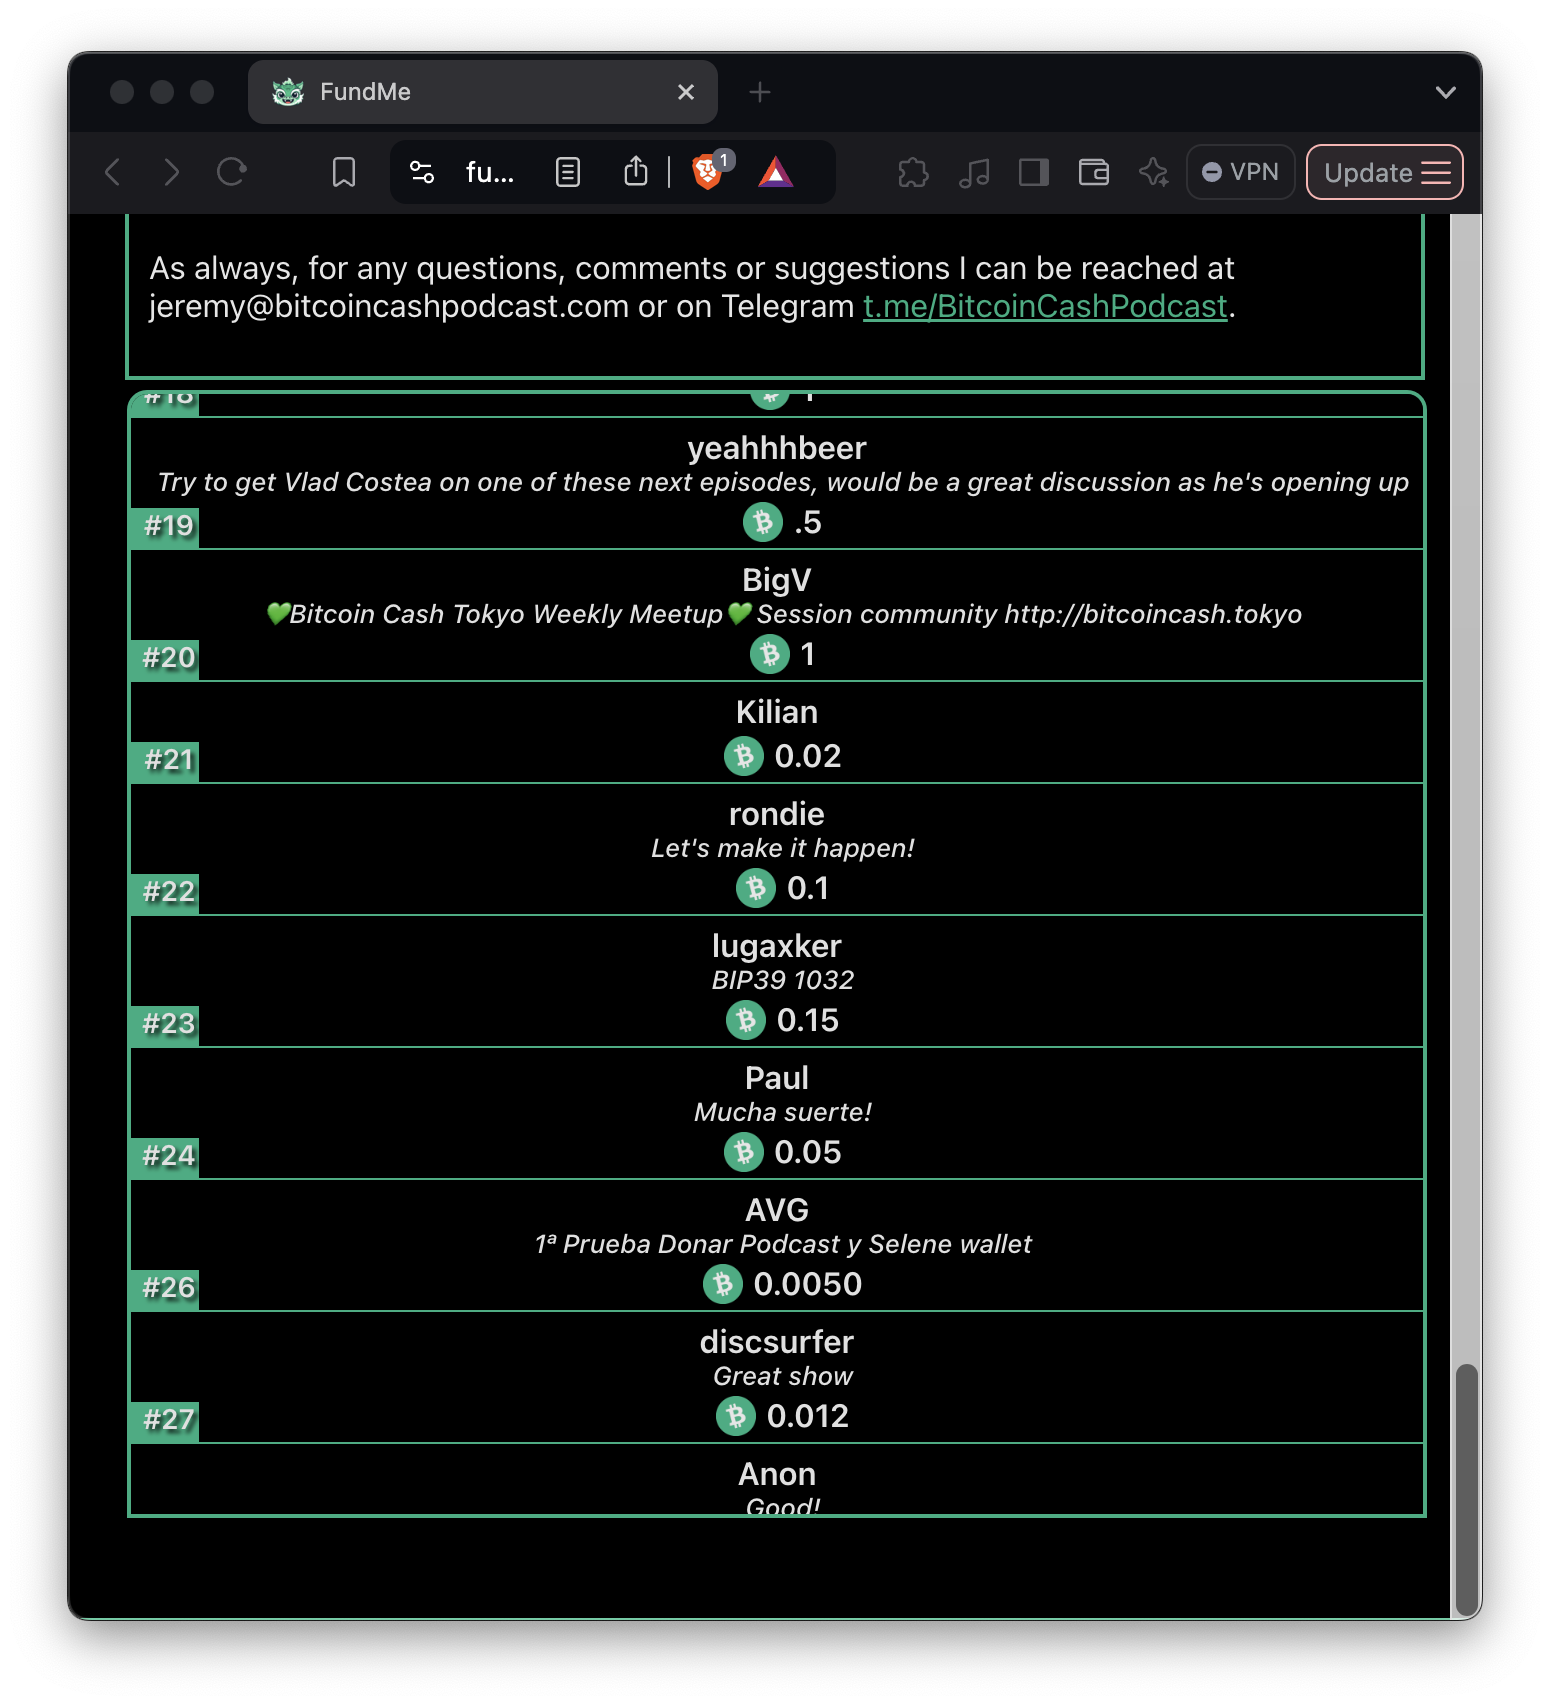 FundMe
fu...
1
VPN
Update
As always, for any questions, comments or suggestions I can be reached at
jeremy@bitcoincashpodcast.com or on Telegram t.me/BitcoinCashPodcast.
#18
yeahhhbeer
Try to get Vlad Costea on one of these next episodes, would be a great discussion as he's opening up
#19 .5
BigV
💚Bitcoin Cash Tokyo Weekly Meetup💚 Session community http://bitcoincash.tokyo
#20 1
Kilian
#21 0.02
rondie
Let's make it happen!
#22 0.1
lugaxker
BIP39 1032
#23 0.15
Paul
Mucha suerte!
#24 0.05
AVG
1ª Prueba Donar Podcast y Selene wallet
#26 0.0050
discsurfer
Great show
#27 0.012
Anon
Good!